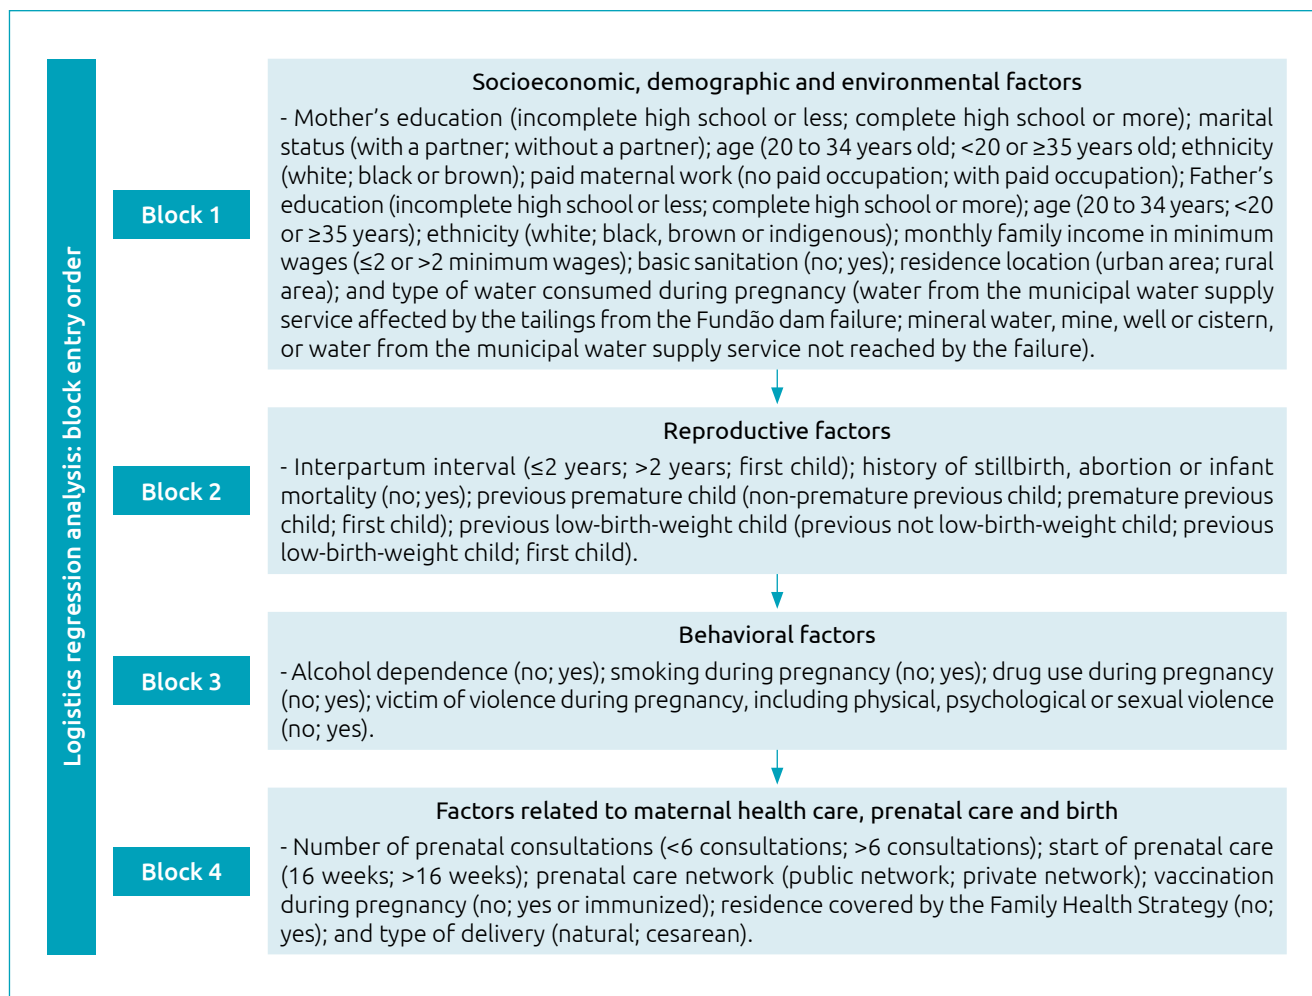 Logistics regression analysis: block entry order
Block 1
Socioeconomic, demographic and environmental factors
- Mother’s education (incomplete high school or less; complete high school or more); marital
status (with a partner; without a partner); age (20 to 34 years old; <20 or ≥35 years old; ethnicity
(white; black or brown); paid maternal work (no paid occupation; with paid occupation); Father’s
education (incomplete high school or less; complete high school or more); age (20 to 34 years; <20
or ≥35 years); ethnicity (white; black, brown or indigenous); monthly family income in minimum
wages (≤2 or >2 minimum wages); basic sanitation (no; yes); residence location (urban area; rural
area); and type of water consumed during pregnancy (water from the municipal water supply
service affected by the tailings from the Fundão dam failure; mineral water, mine, well or cistern,
or water from the municipal water supply service not reached by the failure).
Block 2
Reproductive factors
- Interpartum interval (≤2 years; >2 years; first child); history of stillbirth, abortion or infant
mortality (no; yes); previous premature child (non-premature previous child; premature previous
child; first child); previous low-birth-weight child (previous not low-birth-weight child; previous
low-birth-weight child; first child).
Block 3
Behavioral factors
- Alcohol dependence (no; yes); smoking during pregnancy (no; yes); drug use during pregnancy
(no; yes); victim of violence during pregnancy, including physical, psychological or sexual violence
(no; yes).
Block 4
Factors related to maternal health care, prenatal care and birth
- Number of prenatal consultations (<6 consultations; >6 consultations); start of prenatal care
(16 weeks; >16 weeks); prenatal care network (public network; private network); vaccination
during pregnancy (no; yes or immunized); residence covered by the Family Health Strategy (no;
yes); and type of delivery (natural; cesarean).